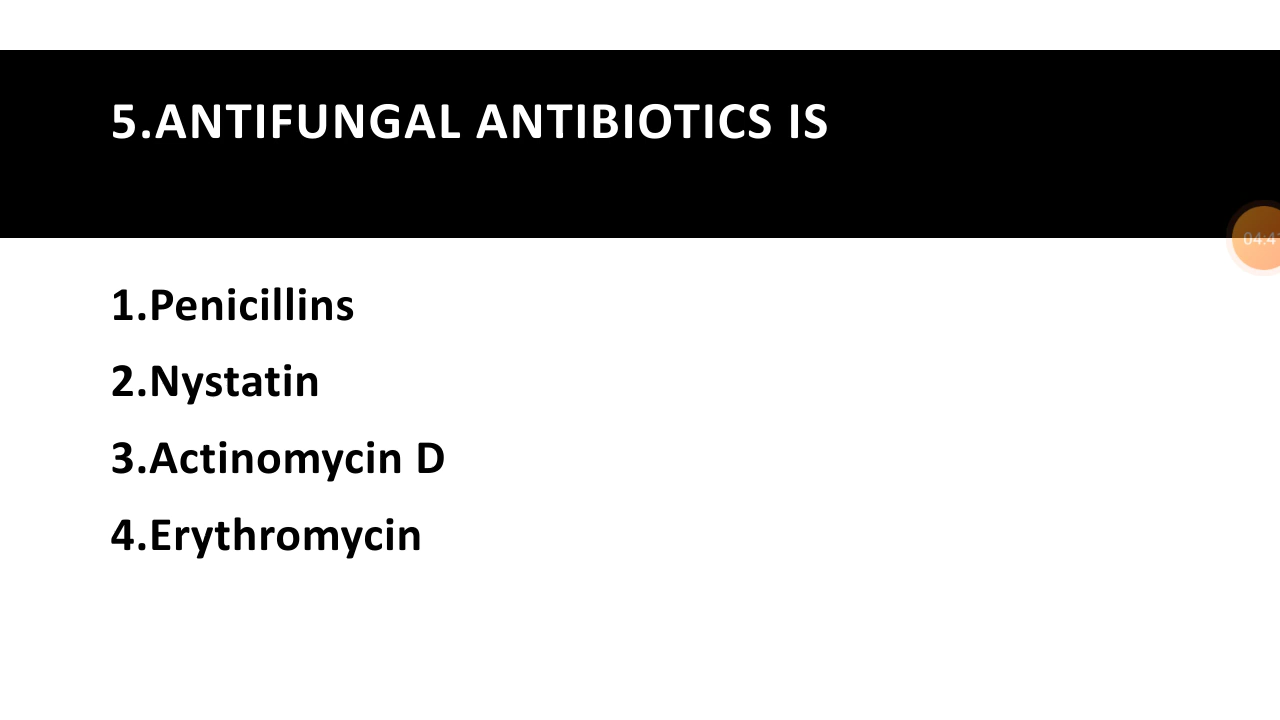 5.ANTIFUNGAL ANTIBIOTICS IS
1.Penicillins
2.Nystatin
3.Actinomycin D
4.Erythromycin